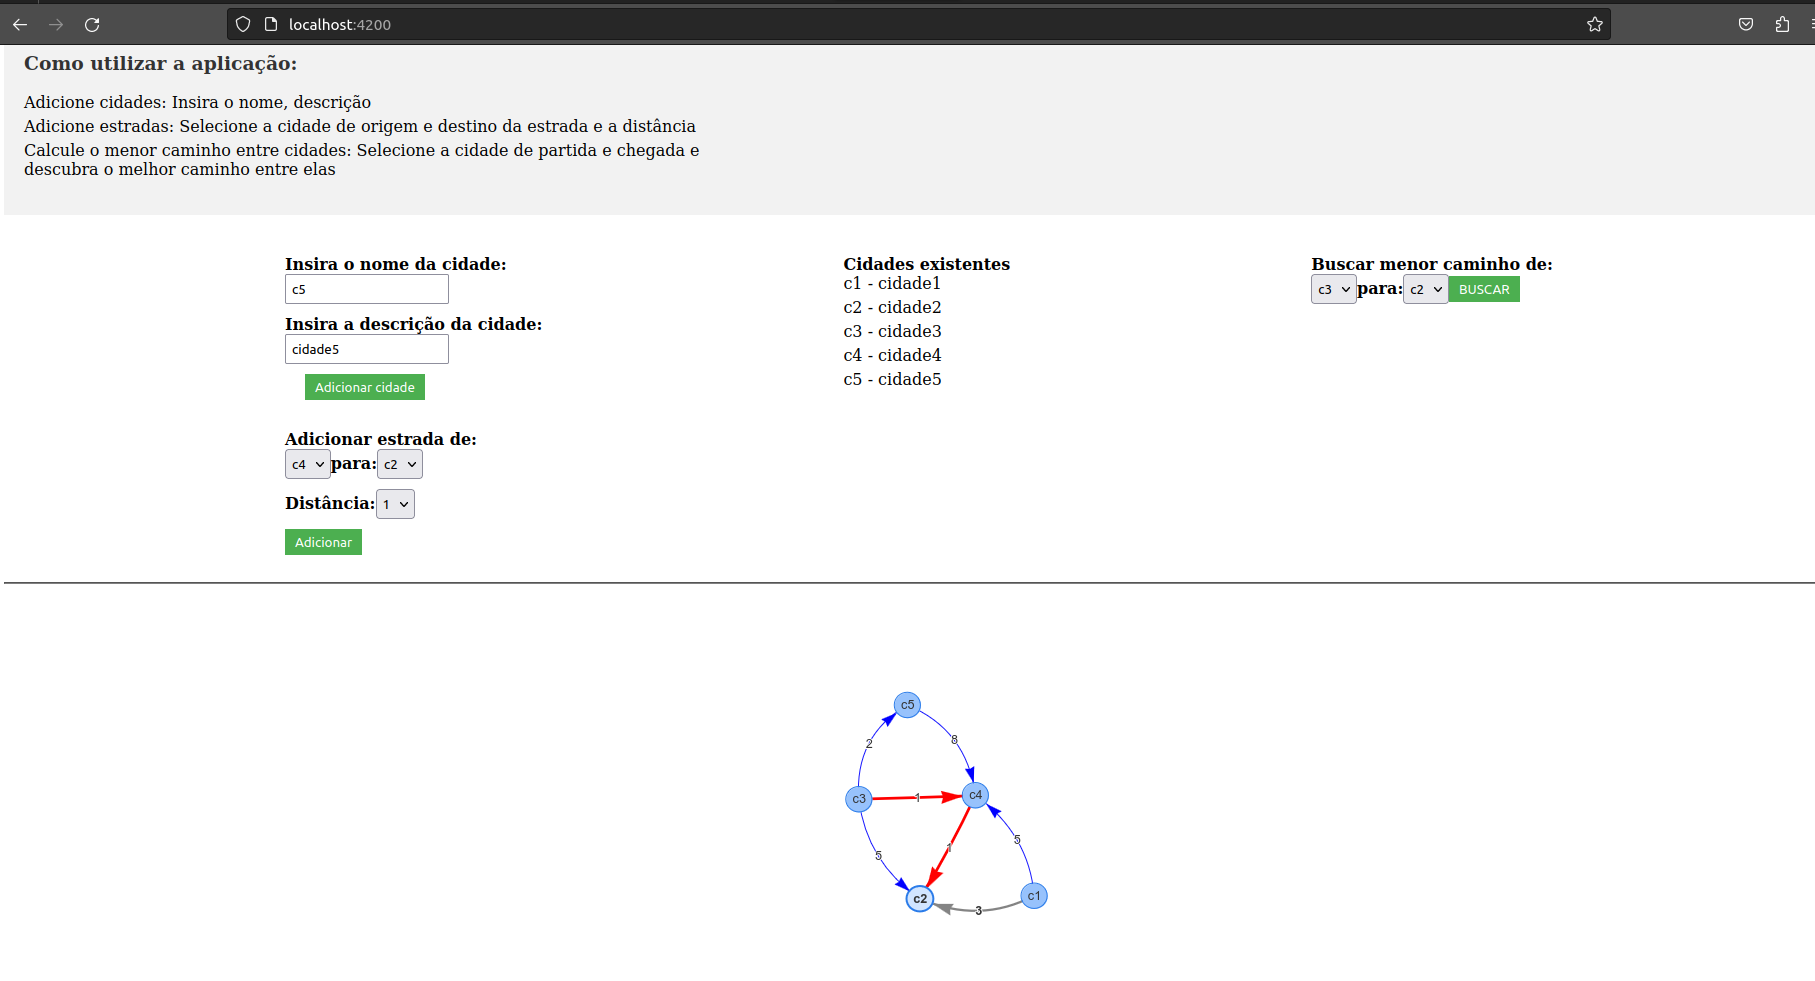 localhost:4200
Como utilizar a aplicação:
Adicione cidades: Insira o nome, descrição
Adicione estradas: Selecione a cidade de origem e destino da estrada e a distância
Calcule o menor caminho entre cidades: Selecione a cidade de partida e chegada e
descubra o melhor caminho entre elas
Insira o nome da cidade:
c5
Insira a descrição da cidade:
cidade5
Adicionar cidade
Adicionar estrada de:
c4 para: c2
Distância: 1
Adicionar
Cidades existentes
c1 - cidade1
c2 - cidade2
c3 - cidade3
c4 - cidade4
c5 - cidade5
Buscar menor caminho de:
c3 para: c2 BUSCAR
c5
2
8
c3
1
c4
5
1
5
c2
3
c1